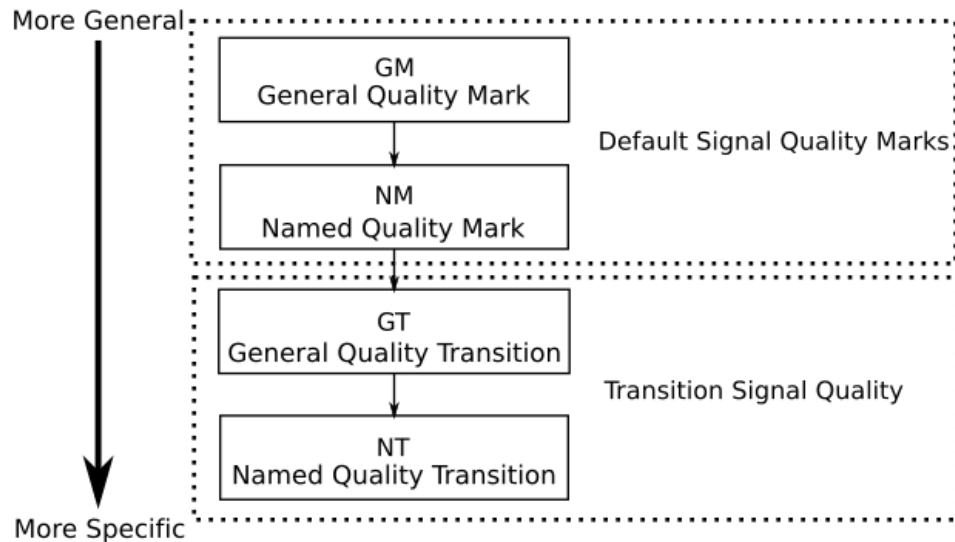 More General
GM
General Quality Mark
Default Signal Quality Marks
NM
Named Quality Mark
GT
General Quality Transition
Transition Signal Quality
NT
Named Quality Transition
More Specific